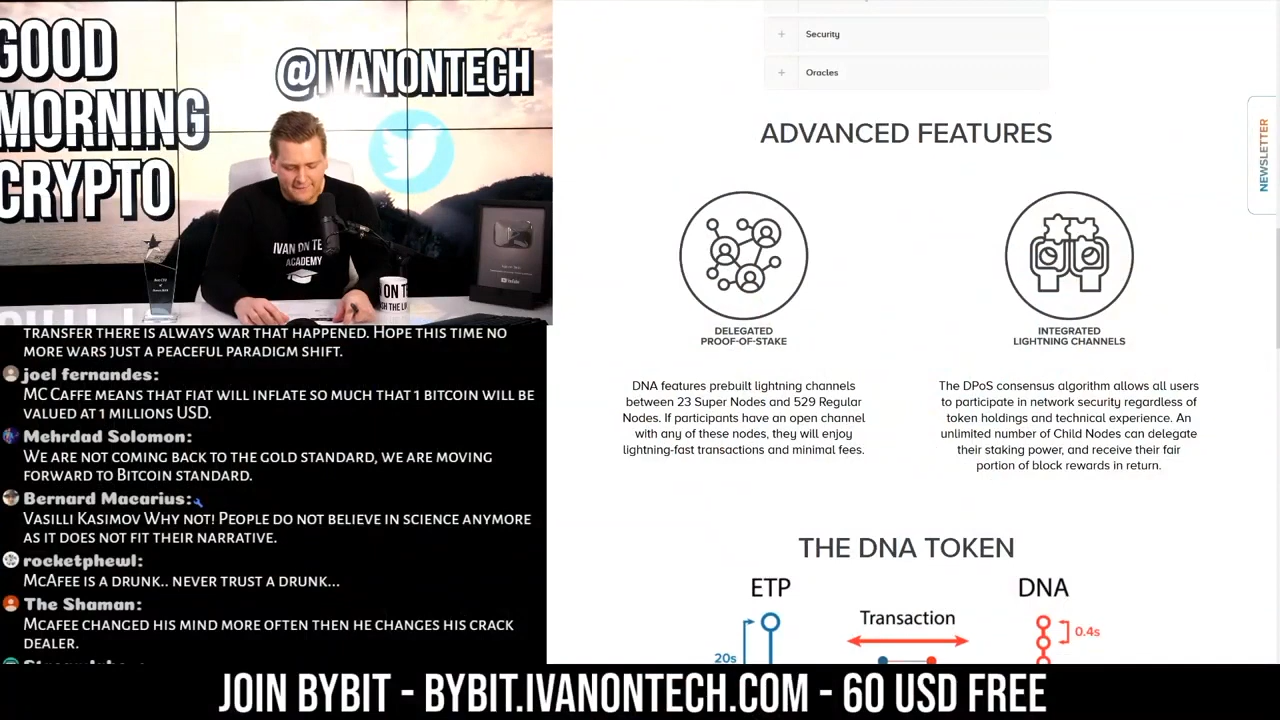 GOOD
MORNING
CRYPTO
@IVANONTECH
IVAN ON TE
ACADEMY
ON T
TRANSFER THERE IS ALWAYS WAR THAT HAPPENED. HOPE THIS TIME NO
MORE WARS JUST A PEACEFUL PARADIGM SHIFT.
joel fernandes:
MC CAFFE MEANS THAT FIAT WILL INFLATE SO MUCH THAT 1 BITCOIN WILL BE
VALUED AT 1 MILLIONS USD.
Mehrdad Solomon:
WE ARE NOT COMING BACK TO THE GOLD STANDARD, WE ARE MOVING
FORWARD TO BITCOIN STANDARD.
Bernard Macarius:
VASILLI KASIMOV WHY NOT! PEOPLE DO NOT BELIEVE IN SCIENCE ANYMORE
AS IT DOES NOT FIT THEIR NARRATIVE.
rocketphewl:
MCAFEE IS A DRUNK.. NEVER TRUST A DRUNK...
The Shaman:
MCAFEE CHANGED HIS MIND MORE OFTEN THEN HE CHANGES HIS CRACK
DEALER.
Security
Oracles
NEWSLETTER
ADVANCED FEATURES
DELEGATED
PROOF-OF-STAKE
DNA features prebuilt lightning channels
between 23 Super Nodes and 529 Regular
Nodes. If participants have an open channel
with any of these nodes, they will enjoy
lightning-fast transactions and minimal fees.
INTEGRATED
LIGHTNING CHANNELS
The DPoS consensus algorithm allows all users
to participate in network security regardless of
token holdings and technical experience. An
unlimited number of Child Nodes can delegate
their staking power, and receive their fair
portion of block rewards in return.
THE DNA TOKEN
ETP
DNA
Transaction
0.4s
20s
JOIN BYBIT - BYBIT.IVANONTECH.COM - 60 USD FREE